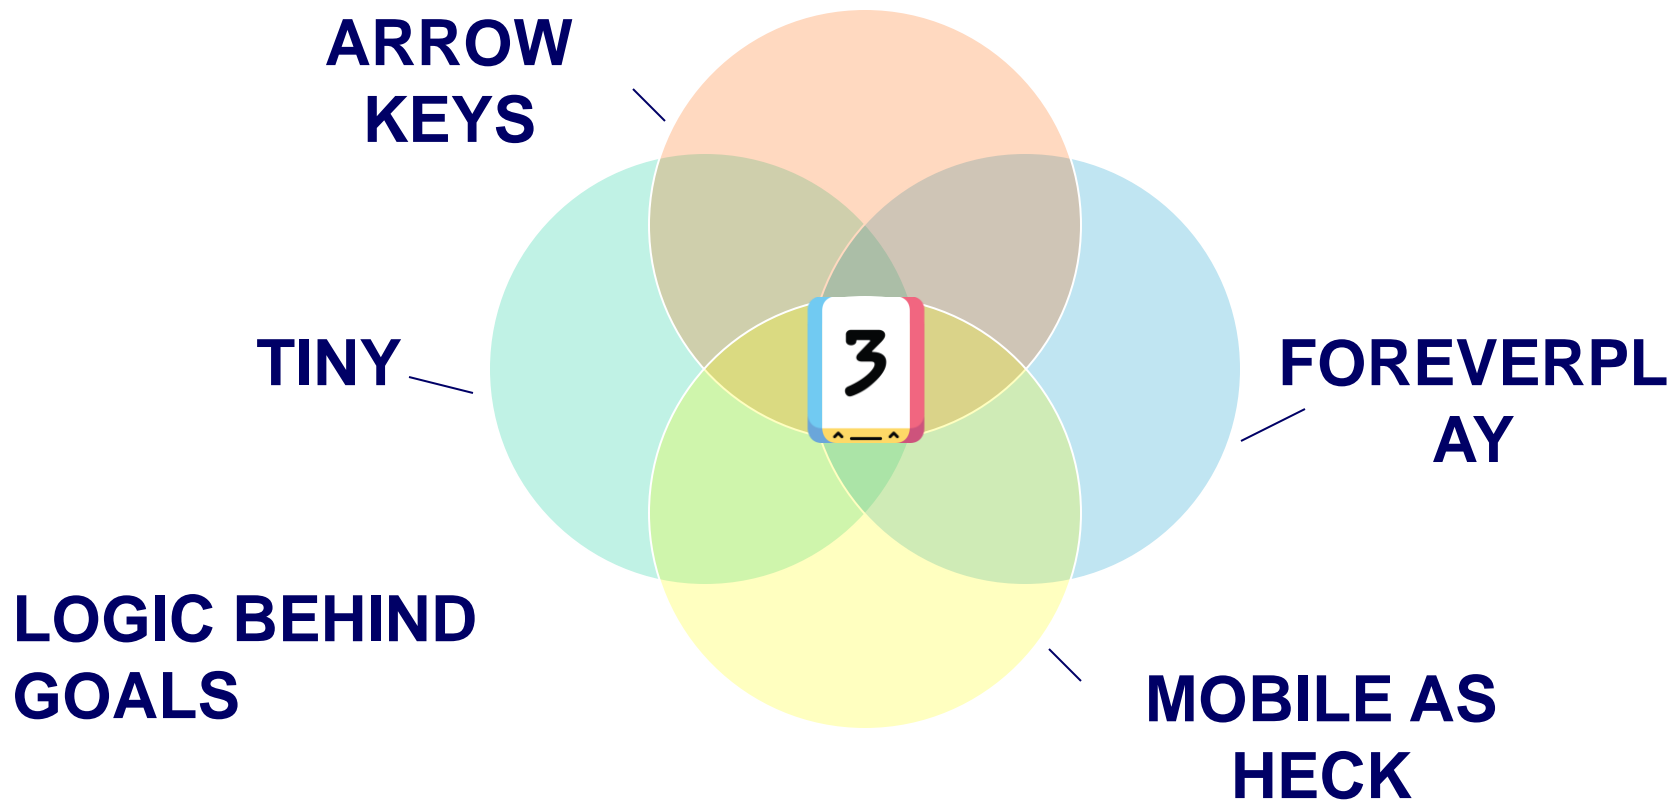 ARROW
KEYS
TINY
3
FOREVERPL
AY
LOGIC BEHIND
GOALS
MOBILE AS
HECK